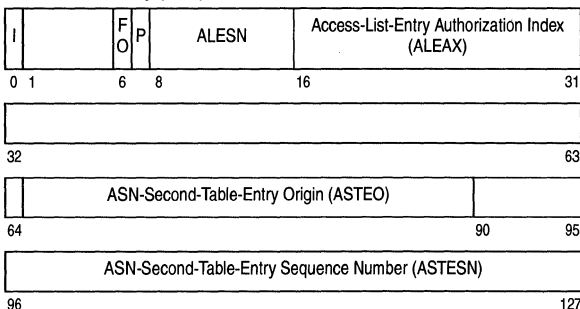 I F O P ALESN Access-List-Entry Authorization Index (ALEAX)
0 1 6 8 16 31
32 63
ASN-Second-Table-Entry Origin (ASTEO)
64 90 95
ASN-Second-Table-Entry Sequence Number (ASTESN)
96 127